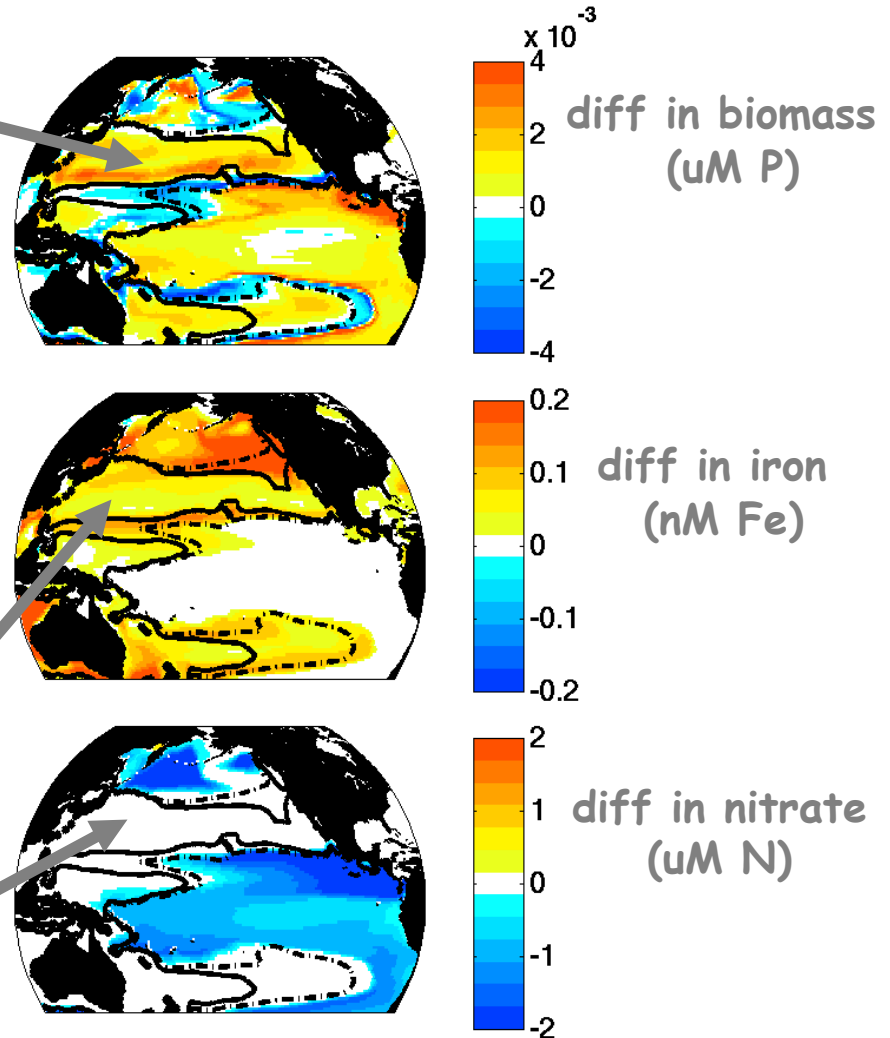 x 10-3
4
2
0
-2
-4
diff in biomass
(uM P)
0.2
0.1
0
-0.1
-0.2
diff in iron
(nM Fe)
2
1
0
-1
-2
diff in nitrate
(uM N)